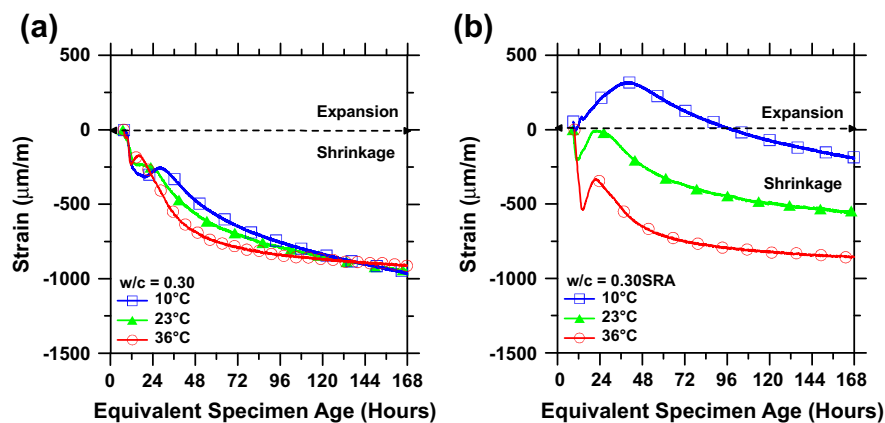 (a)
500
0
-500
-1000
-1500
Strain (μm/m)
Expansion
Shrinkage
w/c = 0.30
10°C
23°C
36°C
0 24 48 72 96 120 144 168
Equivalent Specimen Age (Hours)
(b)
500
0
-500
-1000
-1500
Strain (μm/m)
Expansion
Shrinkage
w/c = 0.30SRA
10°C
23°C
36°C
0 24 48 72 96 120 144 168
Equivalent Specimen Age (Hours)